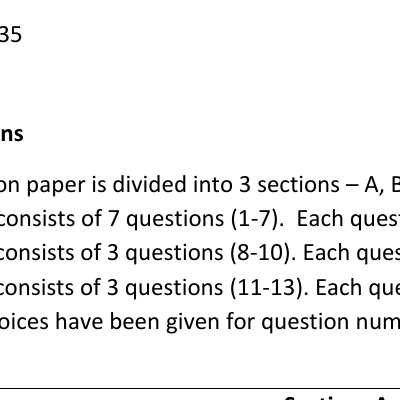 35
ns
on paper is divided into 3 sections – A, B
consists of 7 questions (1-7). Each quest
consists of 3 questions (8-10). Each ques
consists of 3 questions (11-13). Each que
oices have been given for question num